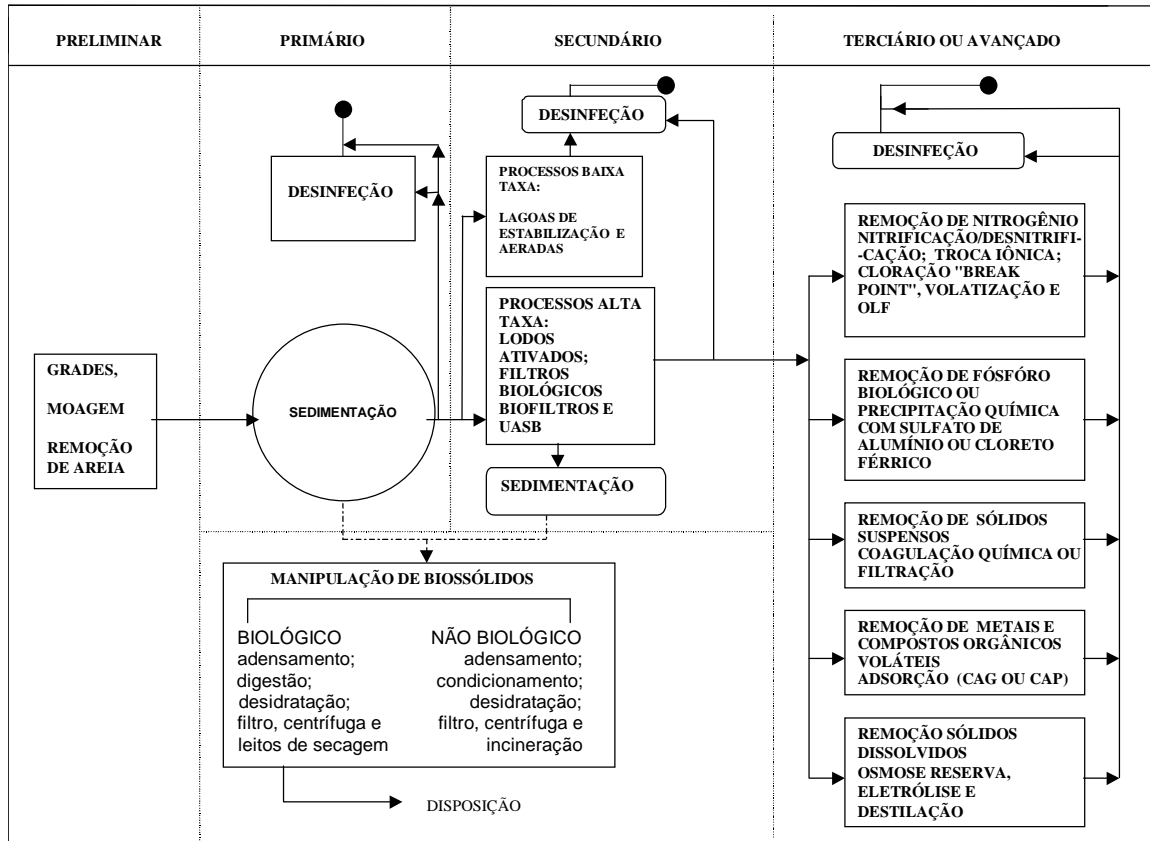 PRELIMINAR
PRIMÁRIO
SECUNDÁRIO
TERCIÁRIO OU AVANÇADO
GRADES,
MOAGEM
REMOÇÃO
DE AREIA
DESINFEÇÃO
SEDIMENTAÇÃO
DESINFEÇÃO
PROCESSOS BAIXA
TAXA:
LAGOAS DE
ESTABILIZAÇÃO E
AERADAS
PROCESSOS ALTA
TAXA:
LODOS
ATIVADOS;
FILTROS
BIOLÓGICOS
BIOFILTROS E
UASB
SEDIMENTAÇÃO
DESINFEÇÃO
REMOÇÃO DE NITROGÊNIO
NITRIFICAÇÃO/DESNITRIFI-
-CAÇÃO; TROCA IÔNICA;
CLORAÇÃO "BREAK
POINT", VOLATIZAÇÃO E
OLF
REMOÇÃO DE FÓSFÓRO
BIOLÓGICO OU
PRECIPITAÇÃO QUÍMICA
COM SULFATO DE
ALUMÍNIO OU CLORETO
FÉRRICO
REMOÇÃO DE SÓLIDOS
SUSPENSOS
COAGULAÇÃO QUÍMICA OU
FILTRAÇÃO
REMOÇÃO DE METAIS E
COMPOSTOS ORGÂNICOS
VOLÁTEIS
ADSORÇÃO (CAG OU CAP)
REMOÇÃO SÓLIDOS
DISSOLVIDOS
OSMOSE RESERVA,
ELETRÓLISE E
DESTILAÇÃO
MANIPULAÇÃO DE BIOSSÓLIDOS
BIOLÓGICO
adensamento;
digestão;
desidratação;
filtro, centrífuga e
leitos de secagem
NÃO BIOLÓGICO
adensamento;
condicionamento;
desidratação;
filtro, centrífuga e
incineração
DISPOSIÇÃO